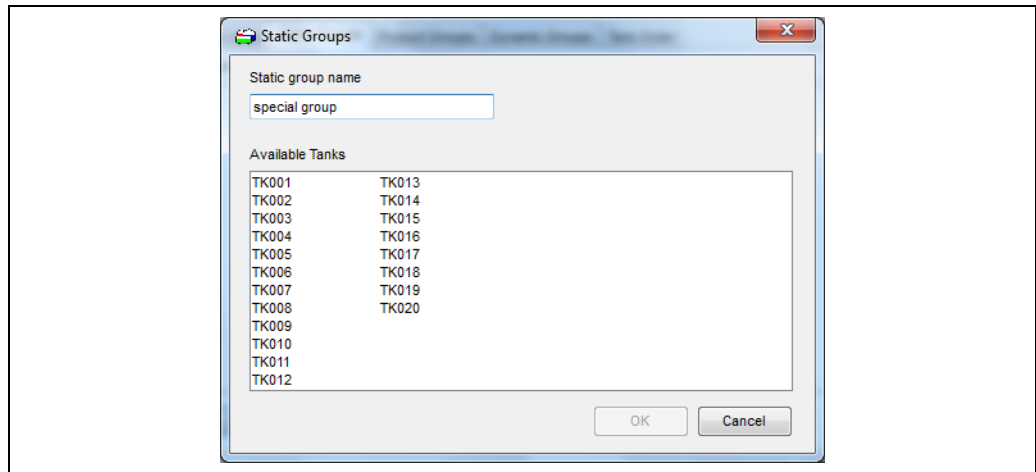 Static Groups
Static group name
special group
Available Tanks
TK001 TK013
TK002 TK014
TK003 TK015
TK004 TK016
TK005 TK017
TK006 TK018
TK007 TK019
TK008 TK020
TK009
TK010
TK011
TK012
OK Cancel